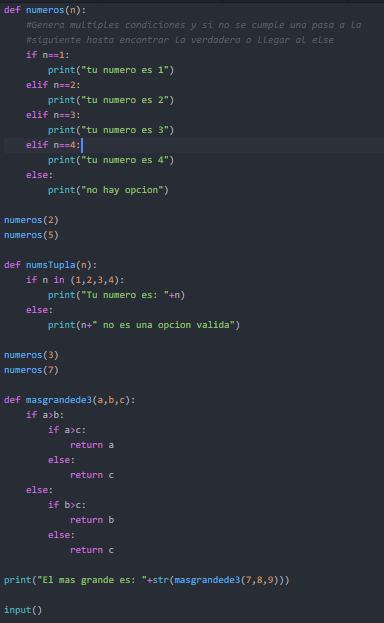 def numeros(n):
    #Genera multiples condiciones y si no se cumple una pasa a la
    #siguiente hasta encontrar la verdadera o llegar al else
    if n==1:
        print("tu numero es 1")
    elif n==2:
        print("tu numero es 2")
    elif n==3:
        print("tu numero es 3")
    elif n==4:
        print("tu numero es 4")
    else:
        print("no hay opcion")

numeros(2)
numeros(5)

def numsTupla(n):
    if n in (1,2,3,4):
        print("Tu numero es: "+n)
    else:
        print(n+" no es una opcion valida")

numeros(3)
numeros(7)

def masgrandede3(a,b,c):
    if a>b:
        if a>c:
            return a
        else:
            return c
    else:
        if b>c:
            return b
        else:
            return c

print("El mas grande es: "+str(masgrandede3(7,8,9)))

input()